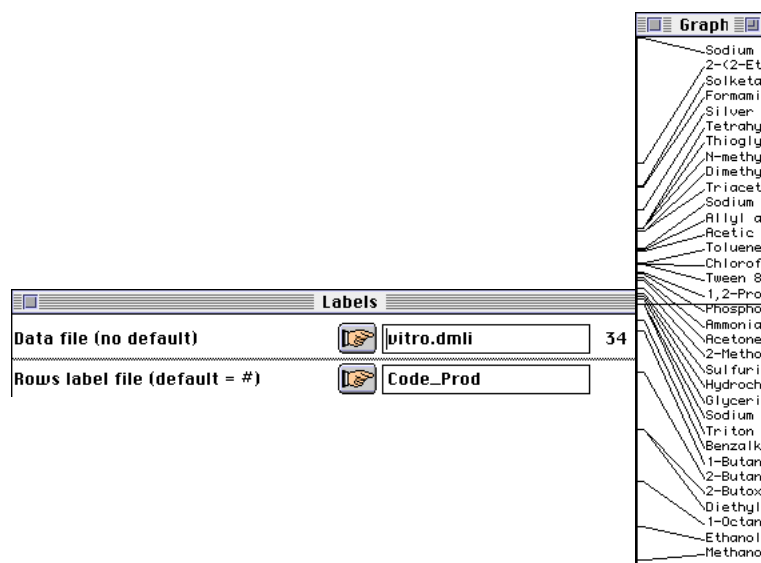 Graph
Sodium
2-(2-Et
Solketa
Formami
Silver
Tetrahy
Thiogly
N-methy
Dimethy
Triacet
Sodium
Allyl a
Acetic
Toluene
Chlorof
Tween 8
1,2-Pro
Phospho
Ammonia
Acetone
2-Metho
Sulfuri
Hydroch
Glyceri
Sodium
Triton
Benzalk
1-Butan
2-Butan
2-Butox
Diethyl
1-Octan
Ethanol
Methano
Labels
Data file (no default) vitro.dmli 34
Rows label file (default = #) Code_Prod